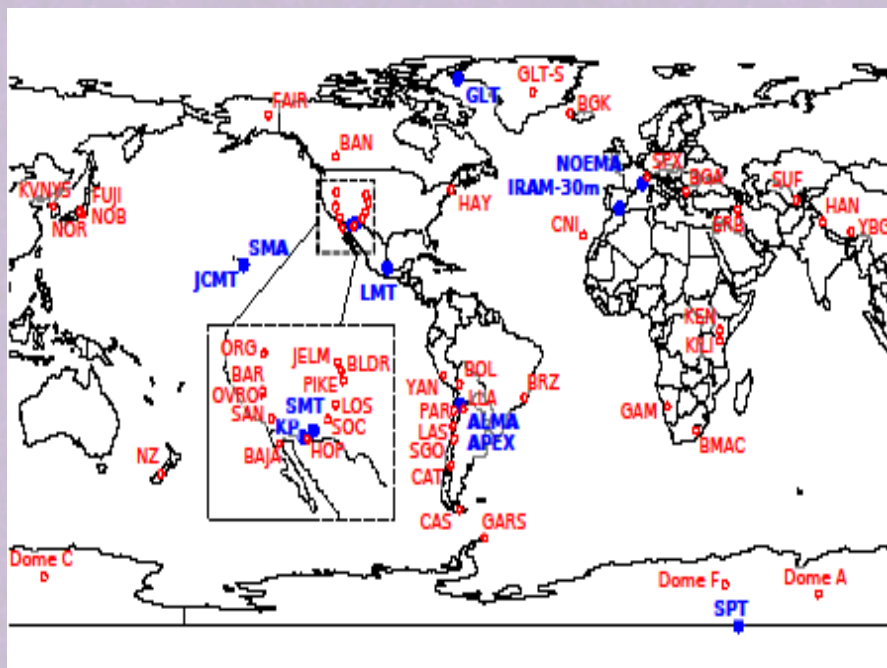 GLT-S
GLT
BGK
FAIR
BAN
NOEMA
SPX
IRAM-30m
BGA
SUF
KVNYS
FUJI
NOB
NOR
HAY
CNI
ERB
HAN
YBG
SMA
JCMT
LMT
KEN
KILI
ORG
JELM
BLDR
BAR
PIKE
OVRO
SMT
LOS
SAN
KP
SOC
BAJA
HOP
YAN
BOL
BRZ
KLA
PAR
ALMA
LAS
APEX
SGO
CAT
GAM
BMAC
NZ
CAS
GARS
Dome C
Dome F
Dome A
SPT